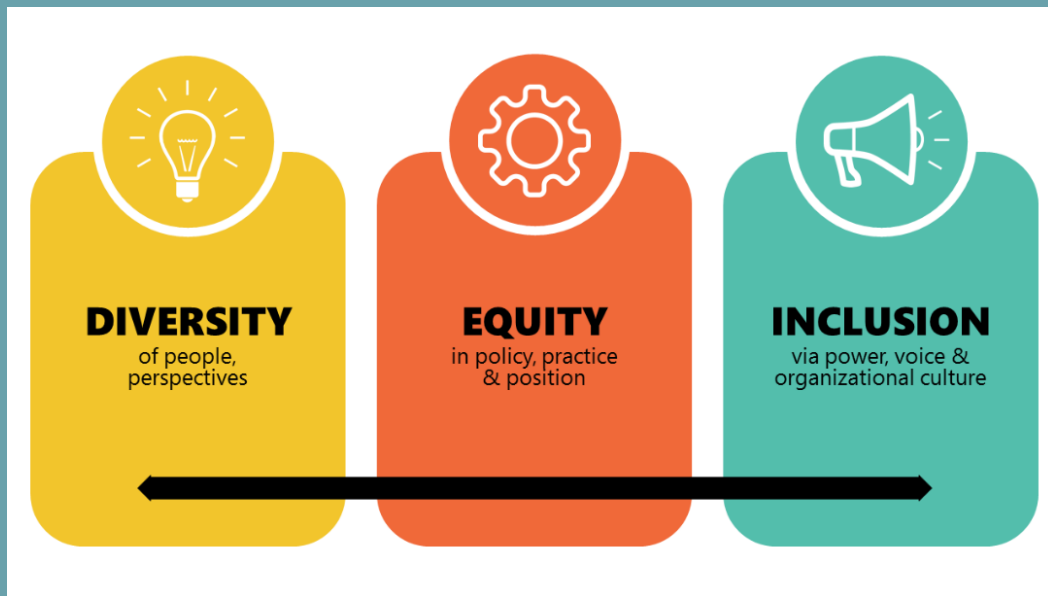 DIVERSITY
of people,
perspectives
EQUITY
in policy, practice
& position
INCLUSION
via power, voice &
organizational culture